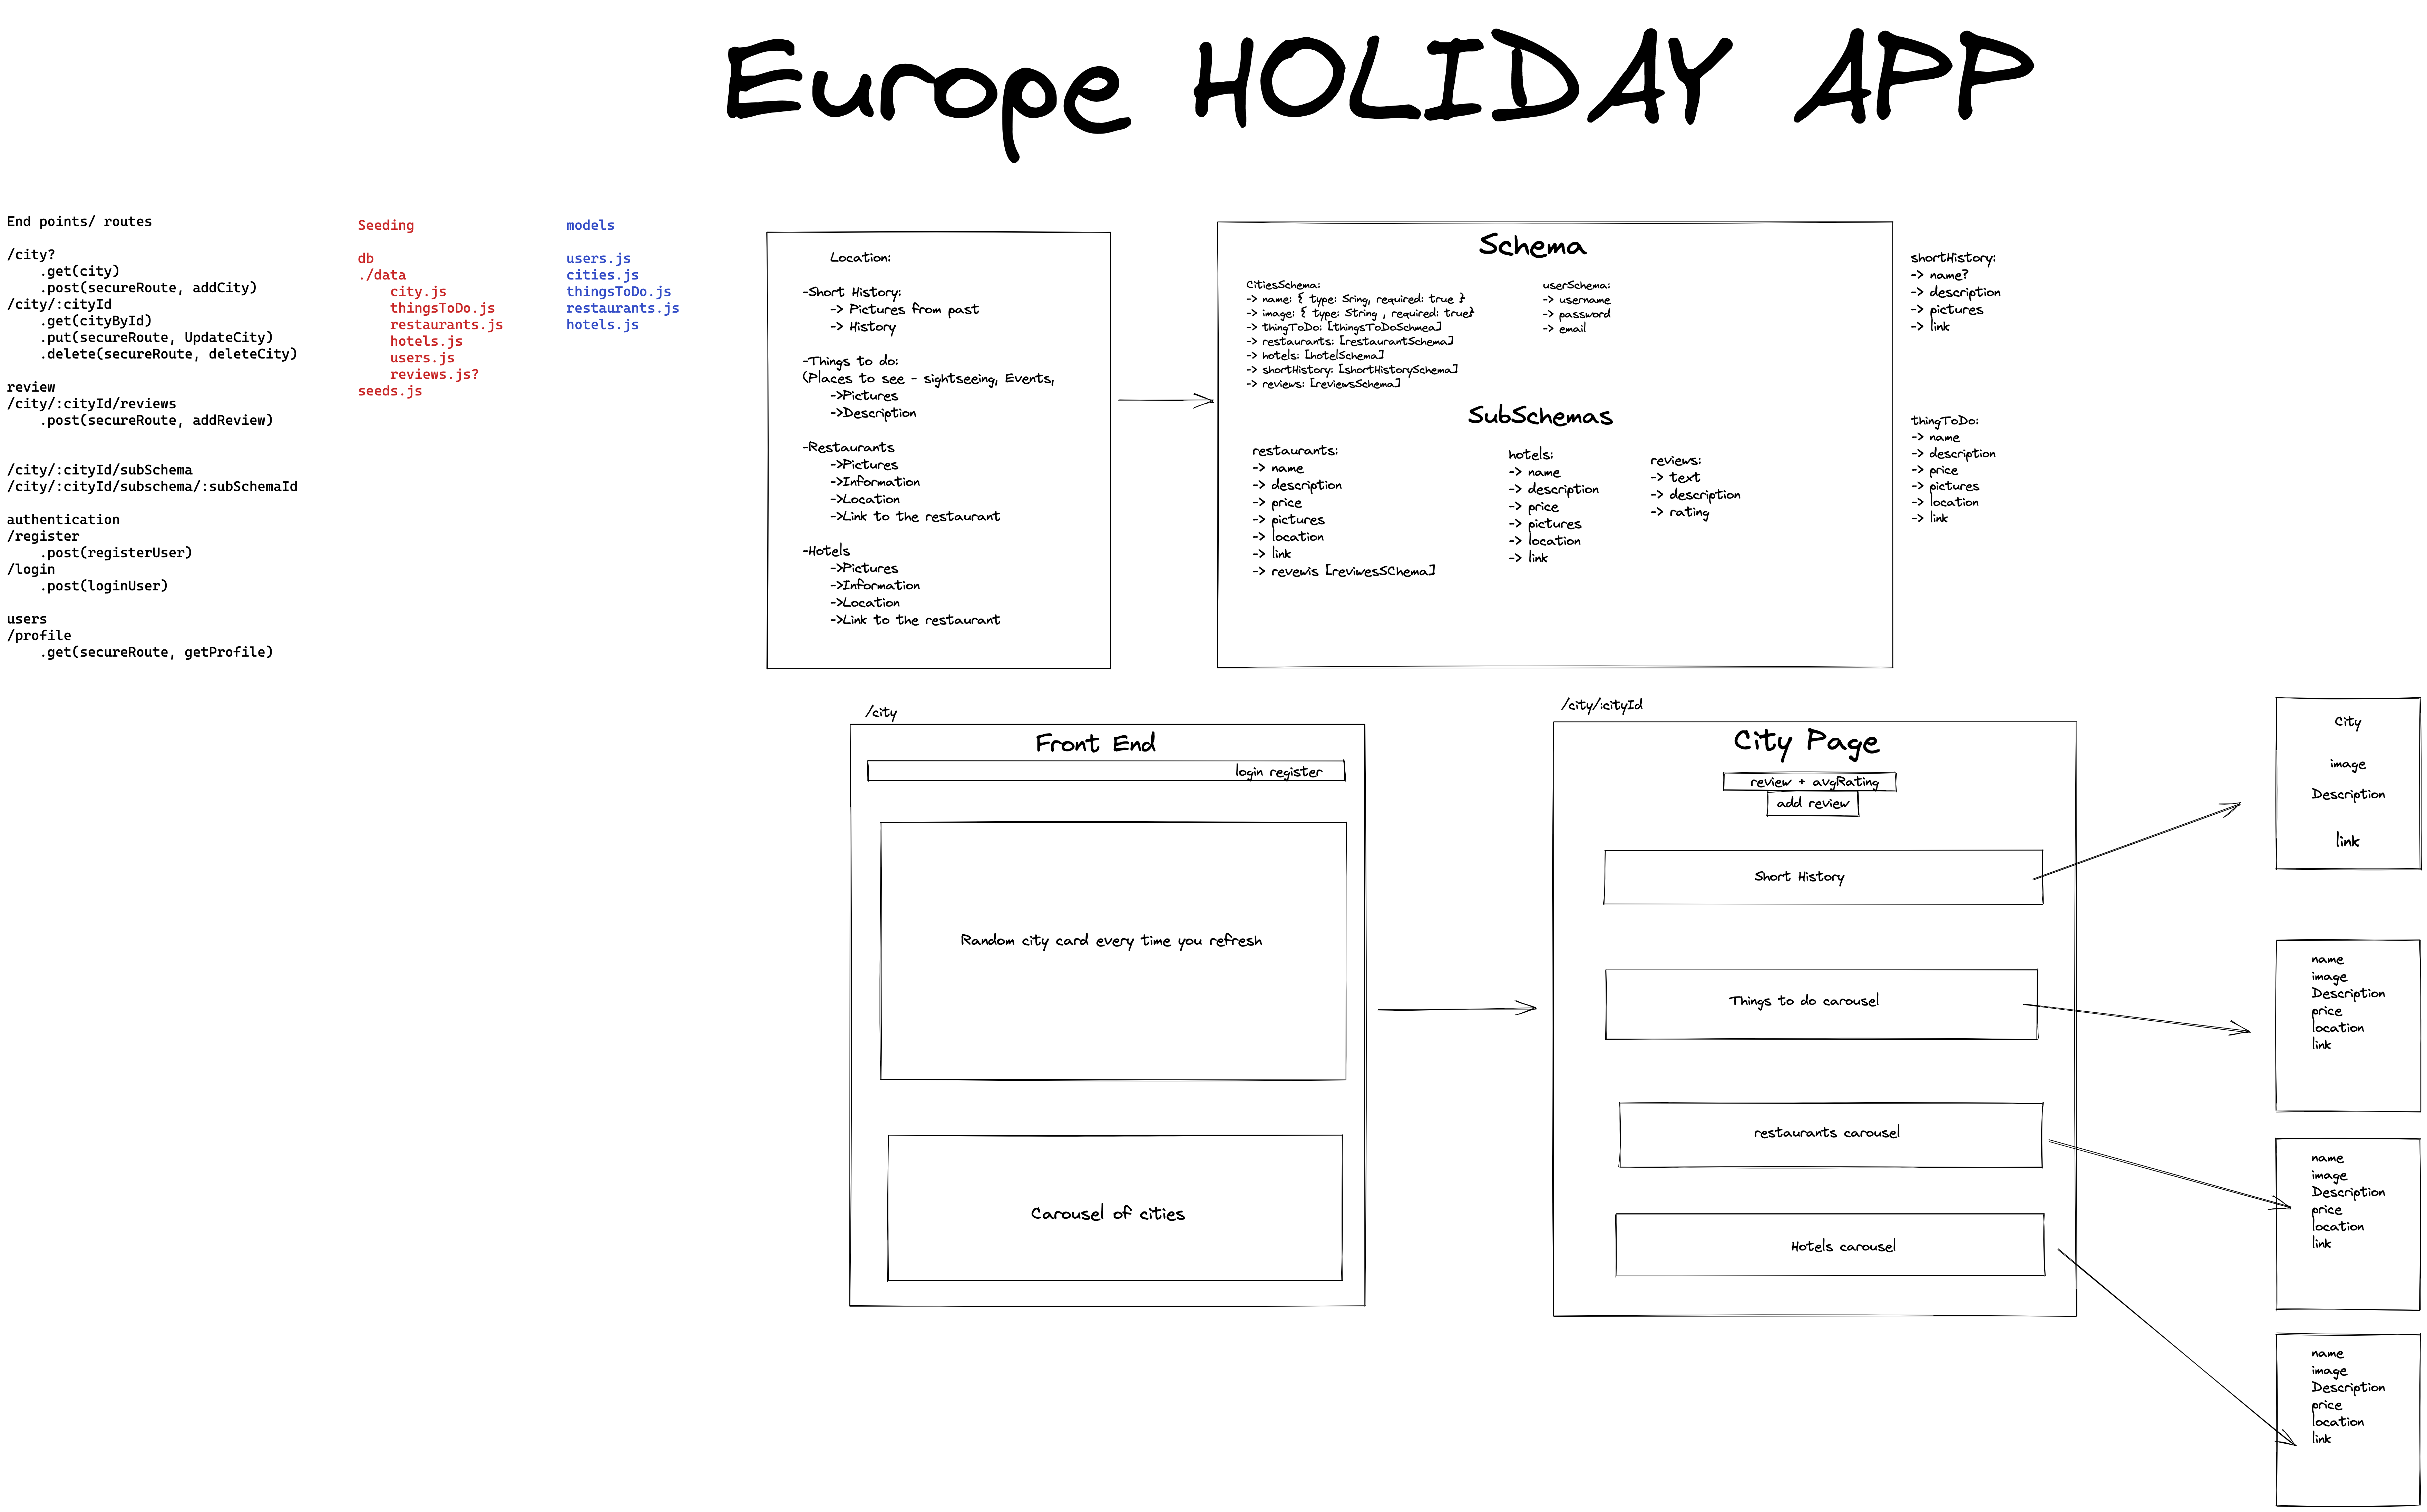 Europe HOLIDAY APP
End points/ routes
/city?
.get(city)
.post(secureRoute, addCity)
/city/:cityId
.get(cityById)
.put(secureRoute, UpdateCity)
.delete(secureRoute, deleteCity)
review
/city/:cityId/reviews
.post(secureRoute, addReview)
/city/:cityId/subSchema
/city/:cityId/subschema/:subSchemaId
authentication
/register
.post(registerUser)
/login
.post(loginUser)
users
/profile
.get(secureRoute, getProfile)
Seeding
db
./data
city.js
thingsToDo.js
restaurants.js
hotels.js
users.js
reviews.js?
seeds.js
models
users.js
cities.js
thingsToDo.js
restaurants.js
hotels.js
Location:
-Short History:
-> Pictures from past
-> History
-Things to do:
(Places to see - sightseeing, Events,
->Pictures
->Description
-Restaurants
->Pictures
->Information
->Location
->Link to the restaurant
-Hotels
->Pictures
->Information
->Location
->Link to the restaurant
Schema
CitiesSchema:
-> name: { type: Sring, required: true }
-> image: { type: String , required: true}
-> thingToDo: [thingsToDoSchmea]
-> restaurants: [restaurantSchema]
-> hotels: [hotelSchema]
-> shortHistory: [shortHistorySchema]
-> reviews: [reviewsSchema]
userSchema:
-> username
-> password
-> email
SubSchemas
restaurants:
-> name
-> description
-> price
-> pictures
-> location
-> link
-> revewis [reviwesSChema]
hotels:
-> name
-> description
-> price
-> pictures
-> location
-> link
reviews:
-> text
-> description
-> rating
shortHistory:
-> name?
-> description
-> pictures
-> link
thingToDo:
-> name
-> description
-> price
-> pictures
-> location
-> link
/city
Front End
login register
Random city card every time you refresh
Carousel of cities
/city/:cityId
City Page
review + avgRating
add review
Short History
Things to do carousel
restaurants carousel
Hotels carousel
City
image
Description
link
name
image
Description
price
location
link
name
image
Description
price
location
link
name
image
Description
price
location
link